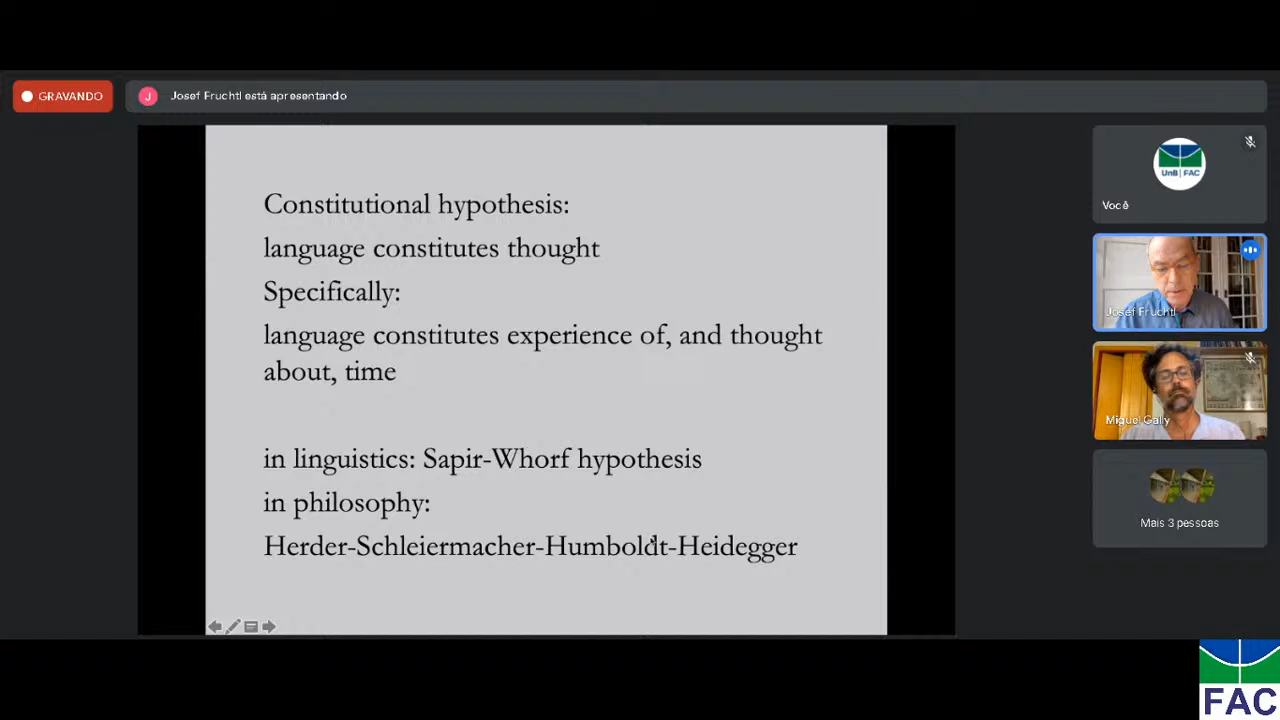 GRAVANDO
J
Josef Fruchtl está apresentando
Constitutional hypothesis:
language constitutes thought
Specifically:
language constitutes experience of, and thought
about, time
in linguistics: Sapir-Whorf hypothesis
in philosophy:
Herder-Schleiermacher-Humboldt-Heidegger
UnB | FAC
Você
Josef Fruchtl
Miguel Gally
Mais 3 pessoas
FAC